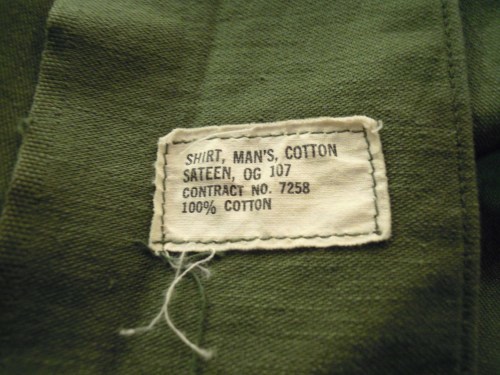 SHIRT, MAN'S, COTTON
SATEEN, OG 107
CONTRACT NO. 7258
100% COTTON